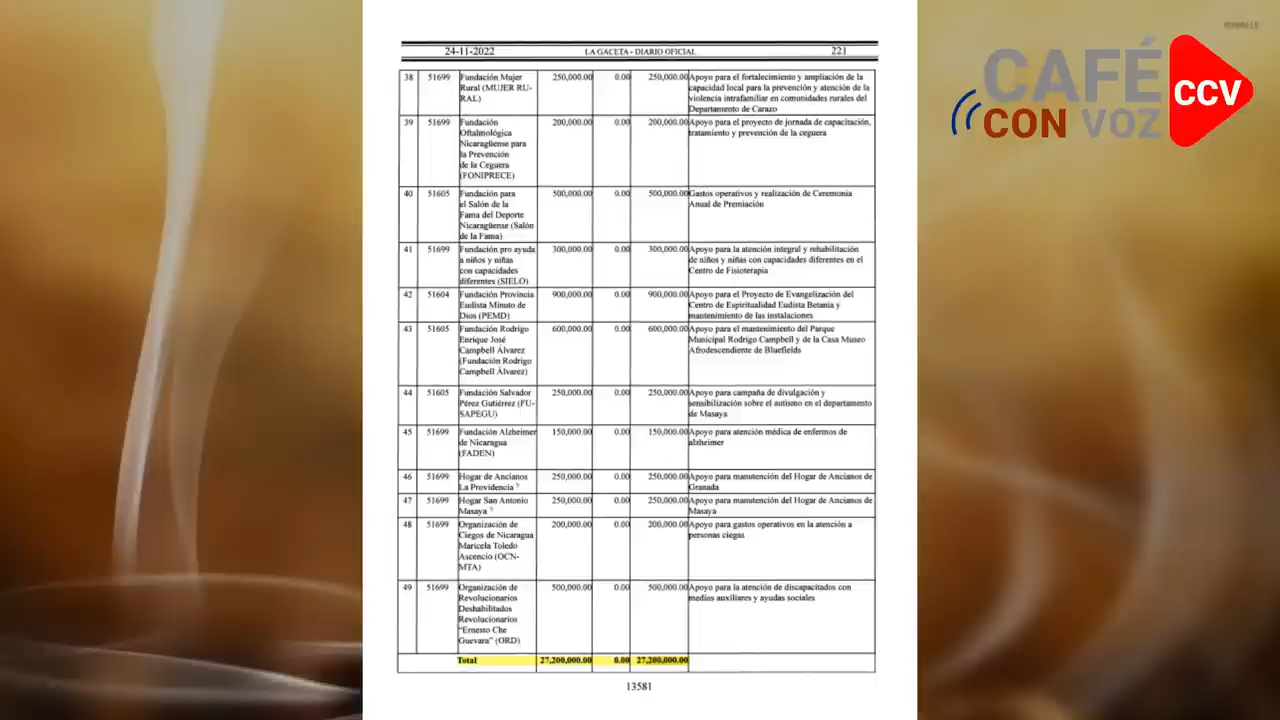 24-11-2022 LA GACETA - DIARIO OFICIAL 221
38 51699 Fundación Mujer 250,000.00 0.00 250,000.00 Apoyo para el fortalecimiento y ampliación de la
Rural (MUJER RU- capacidad local para la prevención y atención de la
RAL) violencia intrafamiliar en comunidades rurales del
Departamento de Carazo
39 51699 Fundación 200,000.00 0.00 200,000.00 Apoyo para el proyecto de jornada de capacitación,
Oftalmológica tratamiento y prevención de la ceguera
Nicaragüense para
la Prevención
de la Ceguera
(FONIPRECE)
40 51605 Fundación para 500,000.00 0.00 500,000.00 Gastos operativos y realización de Ceremonia
el Salón de la Anual de Premiación
Fama del Deporte
Nicaragüense (Salón
de la Fama)
41 51699 Fundación pro ayuda 300,000.00 0.00 300,000.00 Apoyo para la atención integral y rehabilitación
a niños y niñas de niños y niñas con capacidades diferentes en el
con capacidades Centro de Fisioterapia
diferentes (SIELO)
42 51604 Fundación Provincia 900,000.00 0.00 900,000.00 Apoyo para el Proyecto de Evangelización del
Eudista Minuto de Centro de Espiritualidad Eudista Betania y
Dios (PEMD) mantenimiento de las instalaciones
43 51605 Fundación Rodrigo 600,000.00 0.00 600,000.00 Apoyo para el mantenimiento del Parque
Enrique José Municipal Rodrigo Campbell y de la Casa Museo
Campbell Álvarez Afrodescendiente de Bluefields
(Fundación Rodrigo
Campbell Álvarez)
44 51605 Fundación Salvador 250,000.00 0.00 250,000.00 Apoyo para campaña de divulgación y
Pérez Gutiérrez (FU- sensibilización sobre el autismo en el departamento
SAPEGU) de Masaya
45 51699 Fundación Alzheimer 150,000.00 0.00 150,000.00 Apoyo para atención médica de enfermos de
de Nicaragua alzheimer
(FADEN)
46 51699 Hogar de Ancianos 250,000.00 0.00 250,000.00 Apoyo para manutención del Hogar de Ancianos de
La Providencia Granada
47 51699 Hogar San Antonio 250,000.00 0.00 250,000.00 Apoyo para manutención del Hogar de Ancianos de
Masaya Masaya
48 51699 Organización de 200,000.00 0.00 200,000.00 Apoyo para gastos operativos en la atención a
Ciegos de Nicaragua personas ciegas
Maricela Toledo
Ascencio (OCN-
MTA)
49 51699 Organización de 500,000.00 0.00 500,000.00 Apoyo para la atención de discapacitados con
Revolucionarios medios auxiliares y ayudas sociales
Deshabilitados
Revolucionarios
"Ernesto Che
Guevara" (ORD)
Total 27,200,000.00 0.00 27,200,000.00
13581
CAFÉ
CON VOZ
CCV